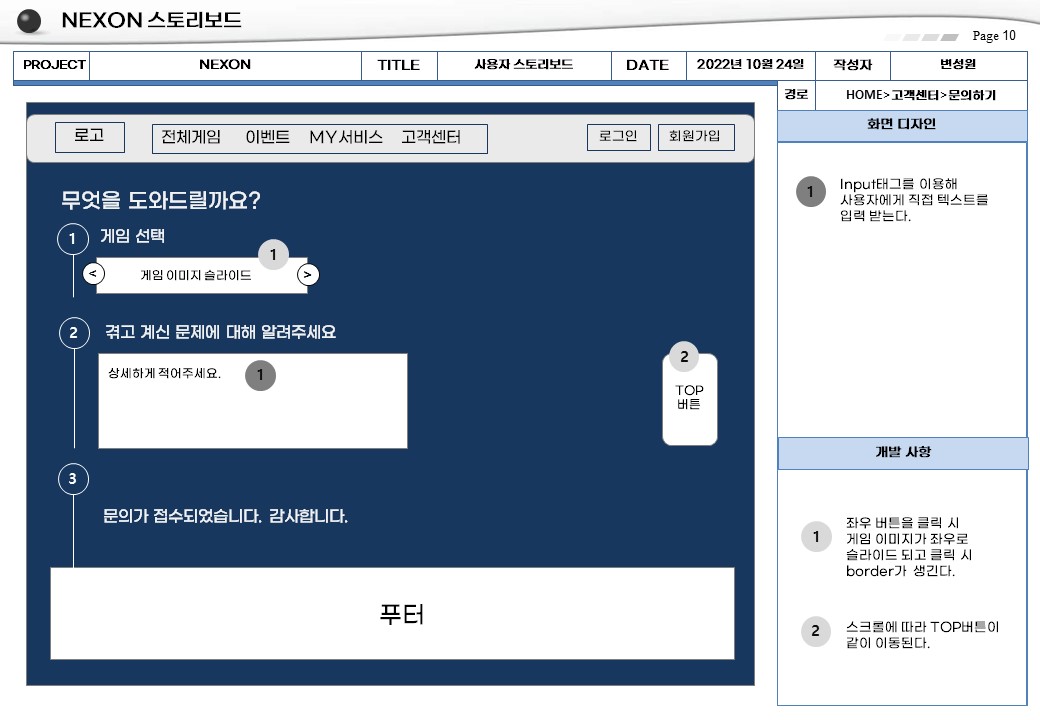 NEXON 스토리보드
Page 10
PROJECT NEXON TITLE 사용자 스토리보드 DATE 2022년 10월 24일 작성자 변성원
경로 HOME>고객센터>문의하기
로고 전체게임 이벤트 MY서비스 고객센터 로그인 회원가입
무엇을 도와드릴까요?
1 게임 선택
1
< 게임 이미지 슬라이드 >
2 겪고 계신 문제에 대해 알려주세요
상세하게 적어주세요. 1
2
TOP
버튼
3
문의가 접수되었습니다. 감사합니다.
푸터
화면 디자인
1
Input태그를 이용해
사용자에게 직접 텍스트를
입력 받는다.
개발 사항
1
좌우 버튼을 클릭 시
게임 이미지가 좌우로
슬라이드 되고 클릭 시
border가 생긴다.
2
스크롤에 따라 TOP버튼이
같이 이동된다.